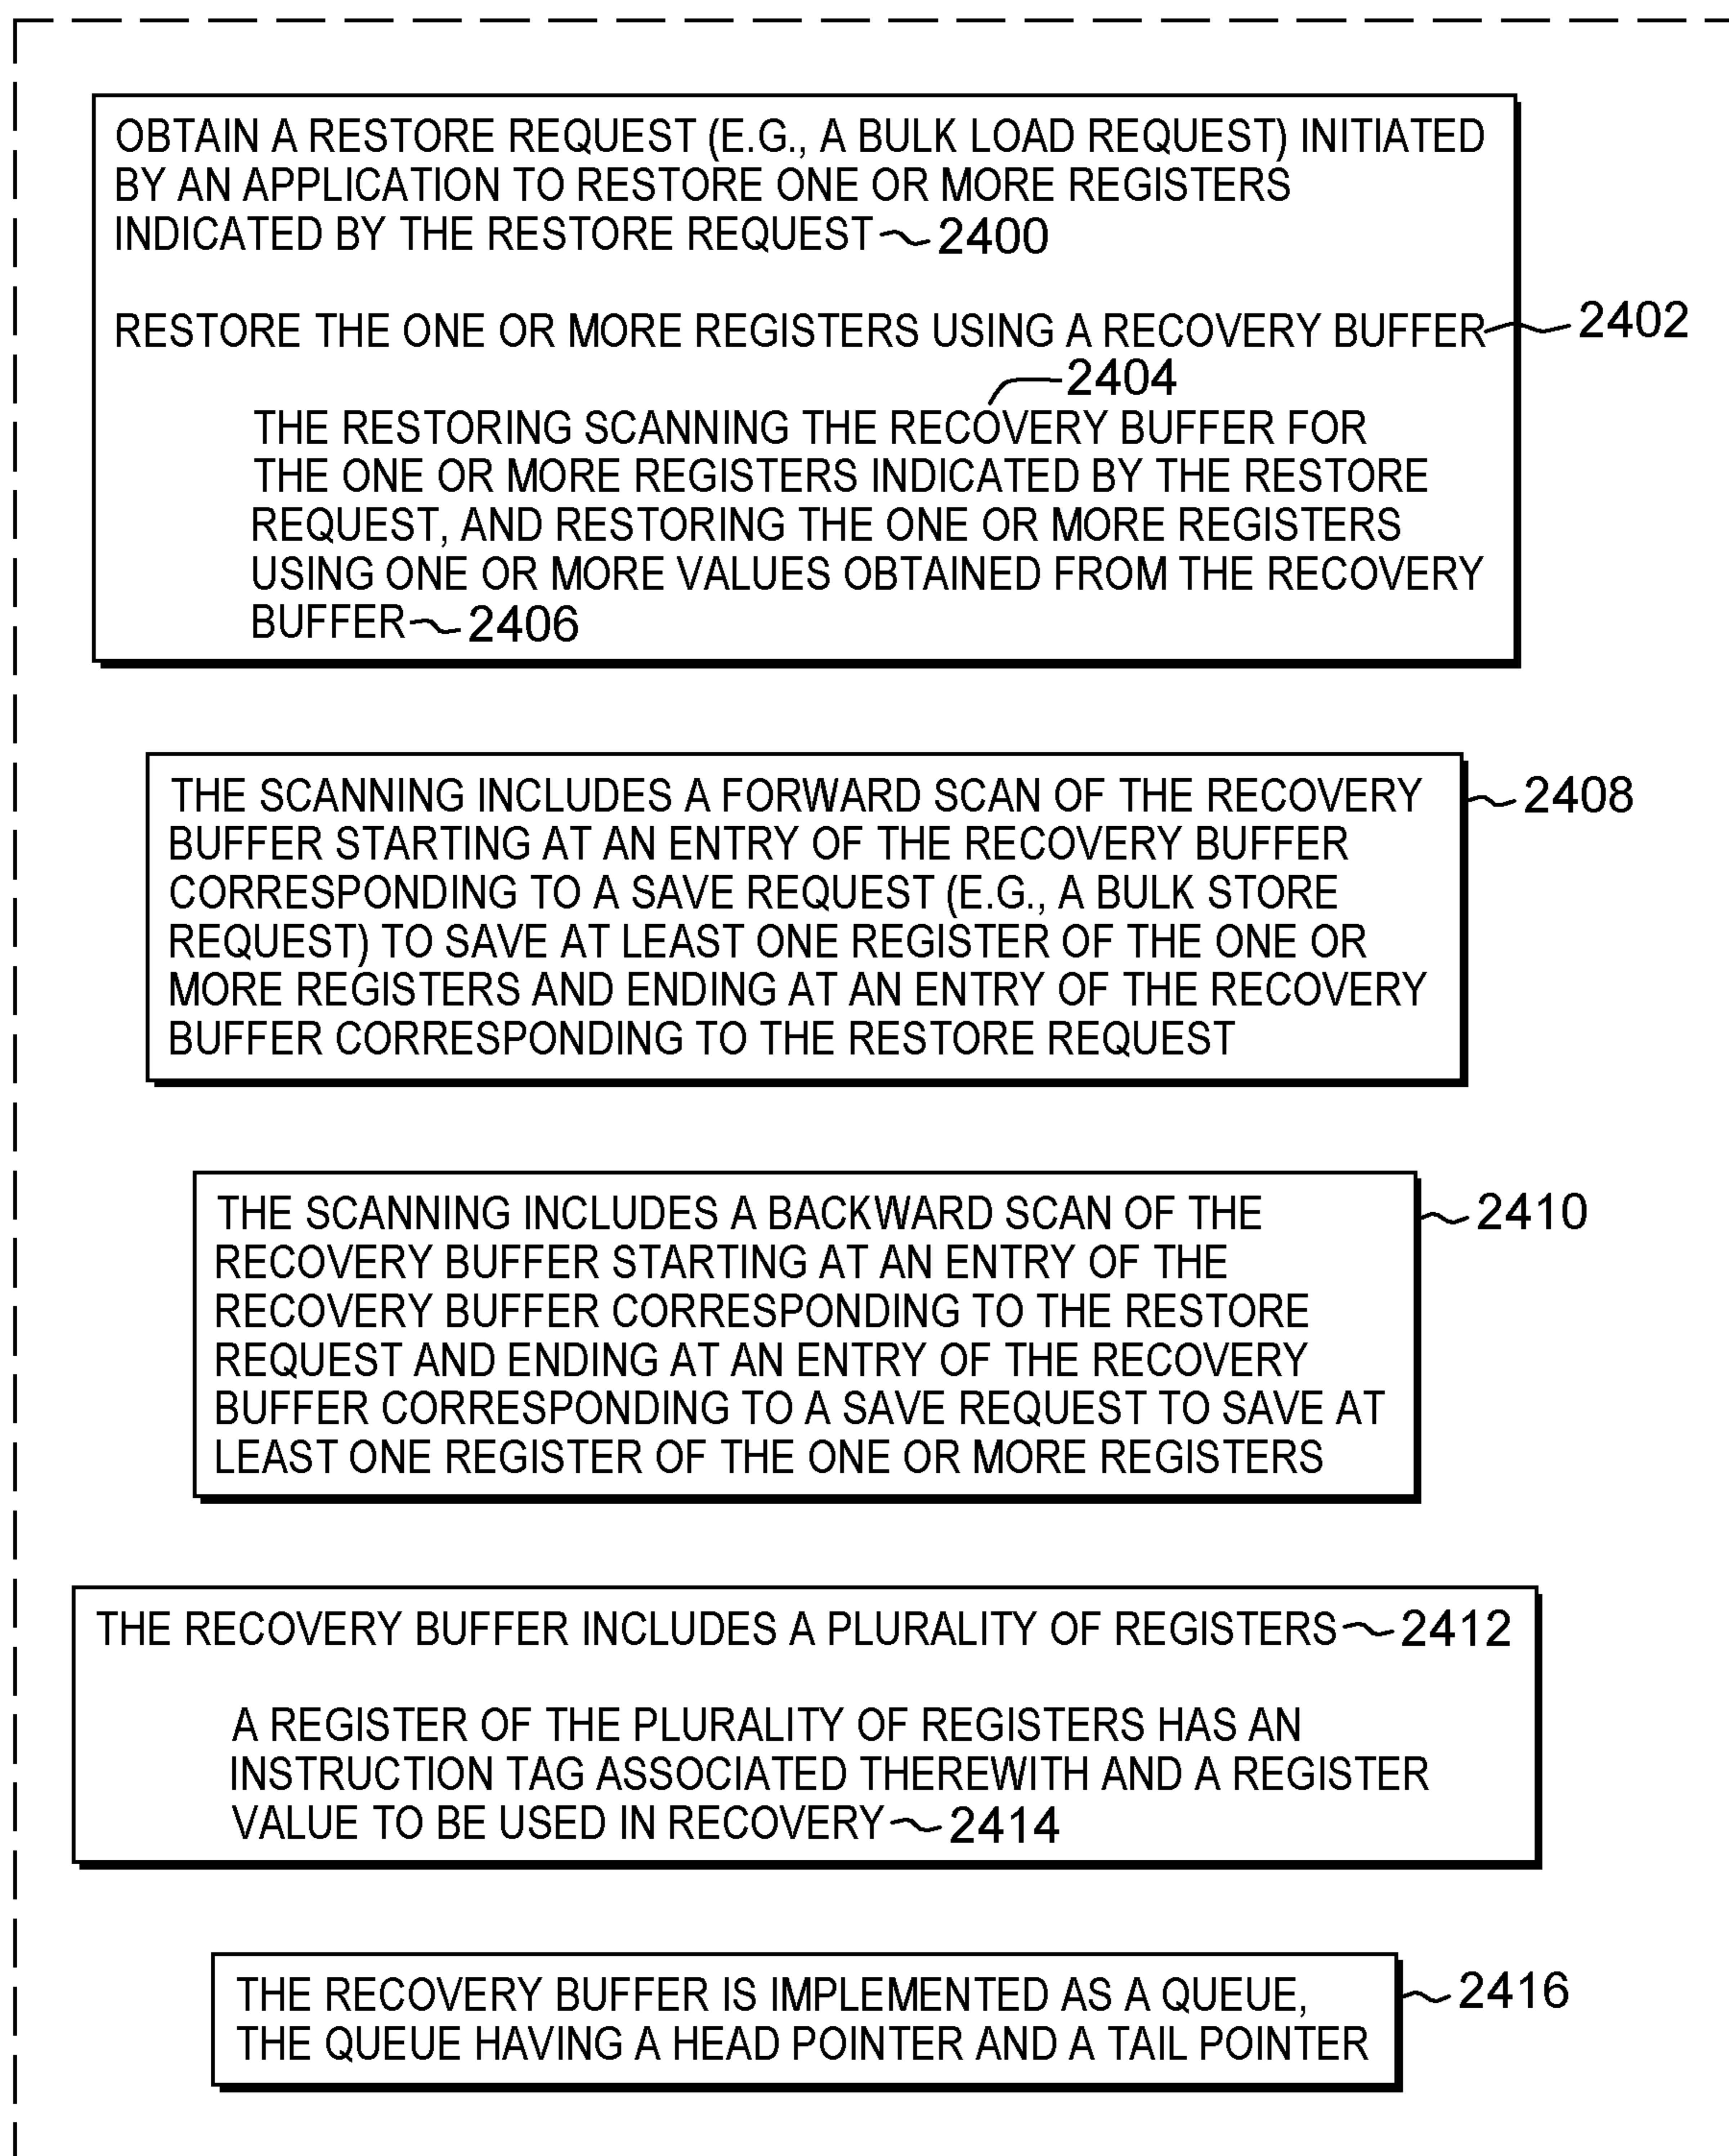 OBTAIN A RESTORE REQUEST (E.G., A BULK LOAD REQUEST) INITIATED
BY AN APPLICATION TO RESTORE ONE OR MORE REGISTERS
INDICATED BY THE RESTORE REQUEST 2400
RESTORE THE ONE OR MORE REGISTERS USING A RECOVERY BUFFER 2402
2404
THE RESTORING SCANNING THE RECOVERY BUFFER FOR
THE ONE OR MORE REGISTERS INDICATED BY THE RESTORE
REQUEST, AND RESTORING THE ONE OR MORE REGISTERS
USING ONE OR MORE VALUES OBTAINED FROM THE RECOVERY
BUFFER 2406
THE SCANNING INCLUDES A FORWARD SCAN OF THE RECOVERY 2408
BUFFER STARTING AT AN ENTRY OF THE RECOVERY BUFFER
CORRESPONDING TO A SAVE REQUEST (E.G., A BULK STORE
REQUEST) TO SAVE AT LEAST ONE REGISTER OF THE ONE OR
MORE REGISTERS AND ENDING AT AN ENTRY OF THE RECOVERY
BUFFER CORRESPONDING TO THE RESTORE REQUEST
THE SCANNING INCLUDES A BACKWARD SCAN OF THE 2410
RECOVERY BUFFER STARTING AT AN ENTRY OF THE
RECOVERY BUFFER CORRESPONDING TO THE RESTORE
REQUEST AND ENDING AT AN ENTRY OF THE RECOVERY
BUFFER CORRESPONDING TO A SAVE REQUEST TO SAVE AT
LEAST ONE REGISTER OF THE ONE OR MORE REGISTERS
THE RECOVERY BUFFER INCLUDES A PLURALITY OF REGISTERS 2412
A REGISTER OF THE PLURALITY OF REGISTERS HAS AN
INSTRUCTION TAG ASSOCIATED THEREWITH AND A REGISTER
VALUE TO BE USED IN RECOVERY 2414
THE RECOVERY BUFFER IS IMPLEMENTED AS A QUEUE, 2416
THE QUEUE HAVING A HEAD POINTER AND A TAIL POINTER